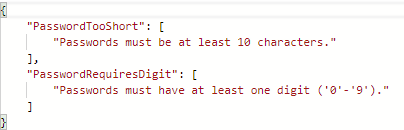 {
    "PasswordTooShort": [
        "Passwords must be at least 10 characters."
    ],
    "PasswordRequiresDigit": [
        "Passwords must have at least one digit ('0'-'9')."
    ]
}